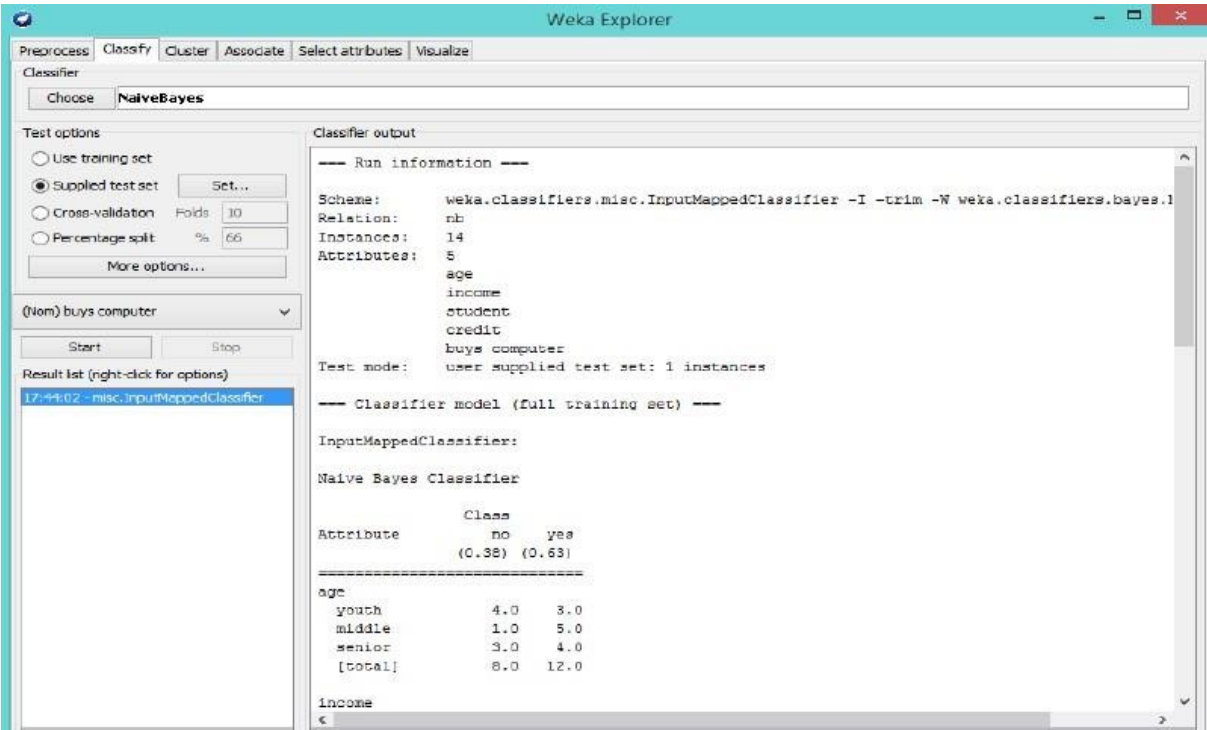 Weka Explorer
Preprocess Classify Cluster Associate Select attributes Visualize
Classifier
Choose NaiveBayes
Test options
Use training set
Supplied test set Set...
Cross-validation Folds 10
Percentage split % 66
More options...
(Nom) buys computer
Start Stop
Result list (right-click for options)
17:44:02 - misc.InputMappedClassifier
Classifier output
=== Run information ===
Scheme: weka.classifiers.misc.InputMappedClassifier -I -trim -W weka.classifiers.bayes.
Relation: nb
Instances: 14
Attributes: 5
age
income
student
credit
buys computer
Test mode: user supplied test set: 1 instances
=== Classifier model (full training set) ===
InputMappedClassifier:
Naive Bayes Classifier
Class
Attribute no yes
(0.38) (0.63)
==============================
age
youth 4.0 3.0
middle 1.0 5.0
senior 3.0 4.0
[total] 8.0 12.0
income